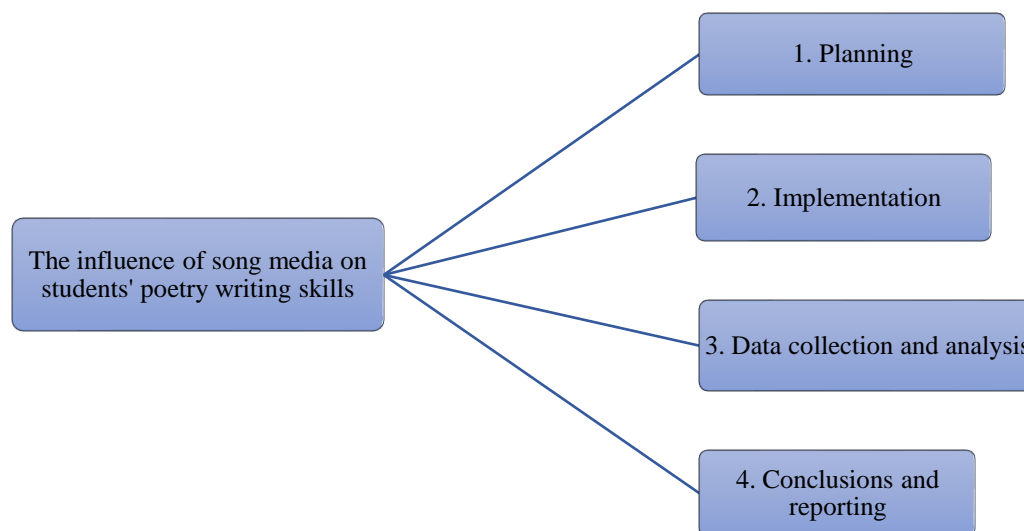 1. Planning
2. Implementation
The influence of song media on
students' poetry writing skills
3. Data collection and analysis
4. Conclusions and
reporting